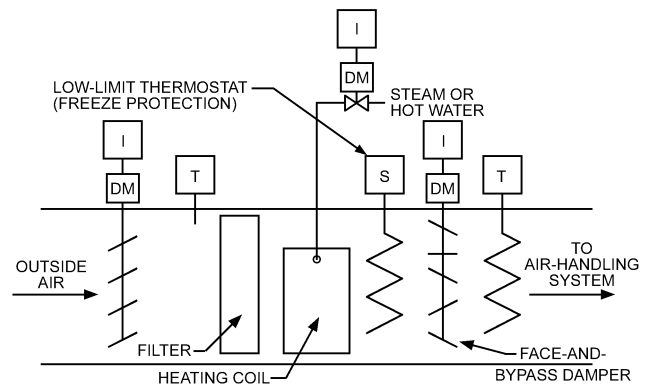 I
DM
LOW-LIMIT THERMOSTAT
(FREEZE PROTECTION)
STEAM OR
HOT WATER
I
DM
T
S
I
DM
T
OUTSIDE
AIR
TO
AIR-HANDLING
SYSTEM
FILTER
HEATING COIL
FACE-AND-
BYPASS DAMPER